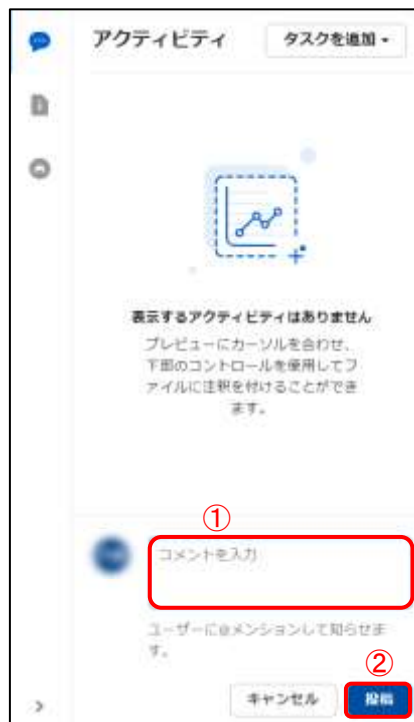 アクティビティ
タスクを追加
表示するアクティビティはありません
プレビューにカーソルを合わせ、
下部のコントロールを使用してフ
ァイルに注釈を付けることができ
ます。
①
コメントを入力
ユーザーに@メンションして知らせま
す。
②
キャンセル
投稿